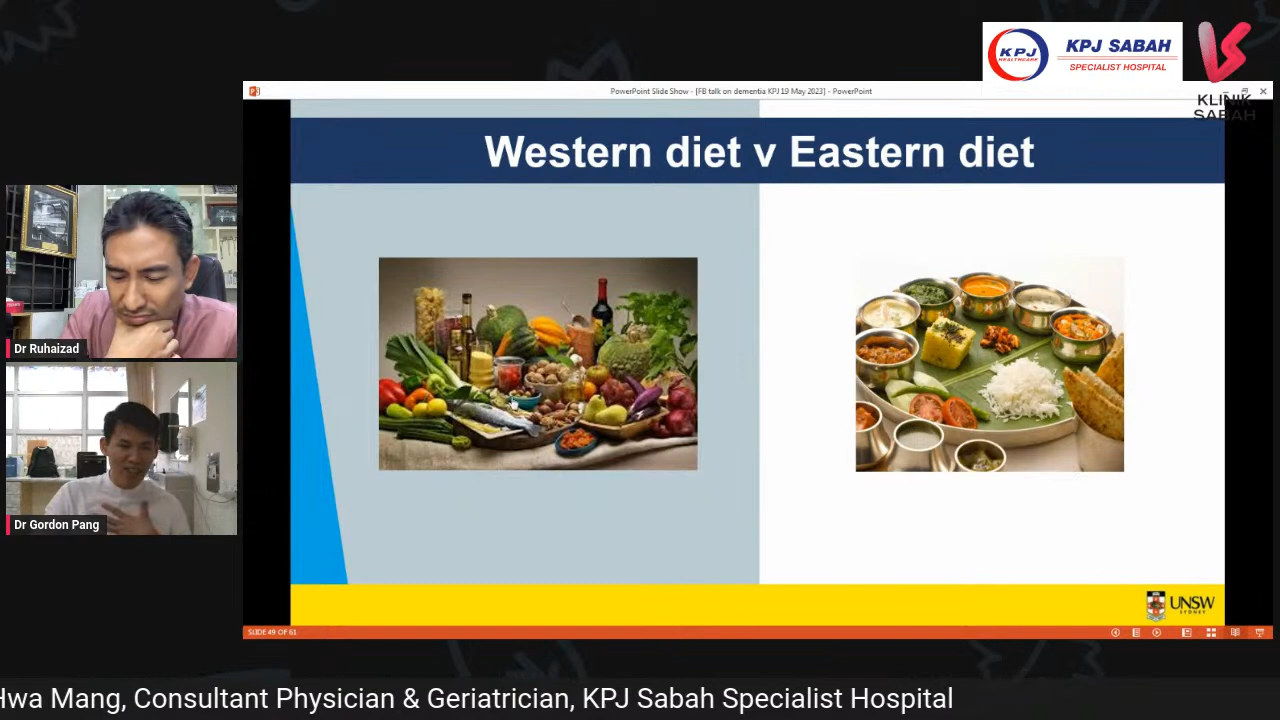 KPJ
HEALTHCARE
KPJ SABAH
SPECIALIST HOSPITAL
KLINIK
SABAH
PowerPoint Slide Show - [FB talk on dementia KPJ 19 May 2023] - PowerPoint
Western diet v Eastern diet
Dr Ruhaizad
Dr Gordon Pang
UNSW
SYDNEY
SLIDE 49 OF 61
Hwa Mang, Consultant Physician & Geriatrician, KPJ Sabah Specialist Hospital